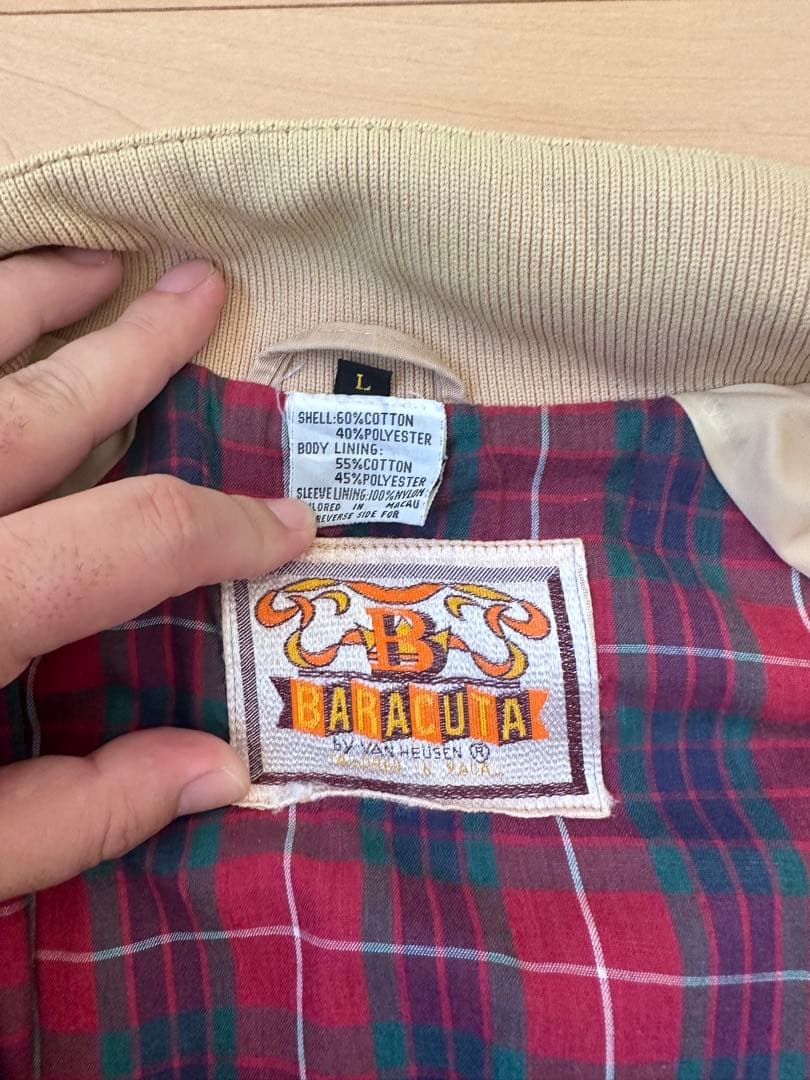 L
SHELL:60%COTTON
40%POLYESTER
BODY LINING:
55%COTTON
45%POLYESTER
SLEEVE LINING:100%NYLON
ILORED IN MACAU
REVERSE SIDE FOR
B
BARACUTA
by VAN HEUSEN ®